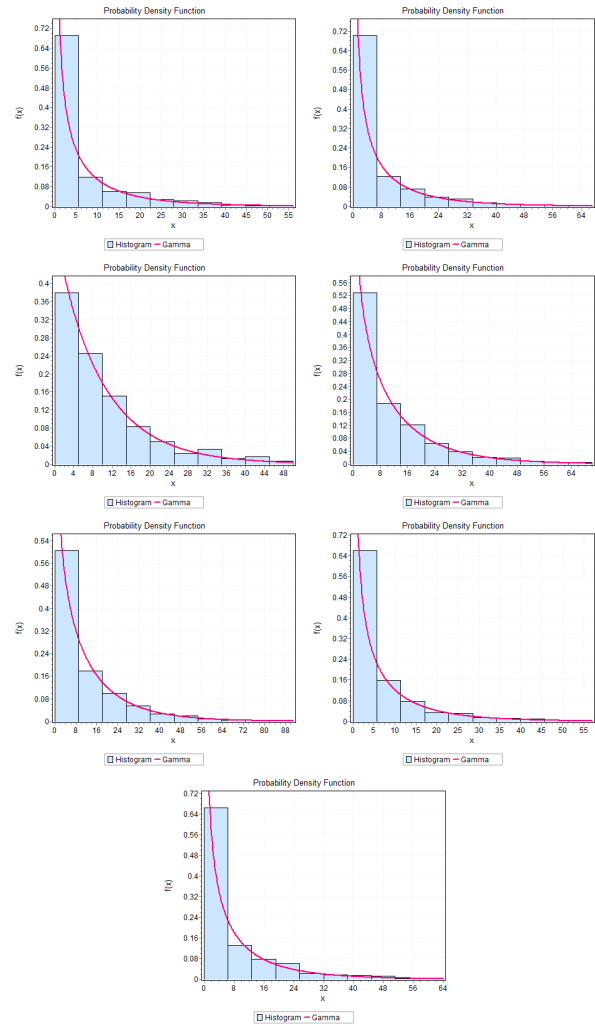 Probability Density Function
0.72
0.64
0.56
0.48
0.4
0.32
0.24
0.16
0.08
0
f(x)
0 5 10 15 20 25 30 35 40 45 50 55
x
Histogram Gamma
Probability Density Function
0.72
0.64
0.56
0.48
0.4
0.32
0.24
0.16
0.08
0
f(x)
0 8 16 24 32 40 48 56 64
x
Histogram Gamma
Probability Density Function
0.4
0.36
0.32
0.28
0.24
0.2
0.16
0.12
0.08
0.04
0
f(x)
0 4 8 12 16 20 24 28 32 36 40 44 48
x
Histogram Gamma
Probability Density Function
0.56
0.52
0.48
0.44
0.4
0.36
0.32
0.28
0.24
0.2
0.16
0.12
0.08
0.04
0
f(x)
0 8 16 24 32 40 48 56 64
x
Histogram Gamma
Probability Density Function
0.64
0.56
0.48
0.4
0.32
0.24
0.16
0.08
0
f(x)
0 8 16 24 32 40 48 56 64 72 80 88
x
Histogram Gamma
Probability Density Function
0.72
0.64
0.56
0.48
0.4
0.32
0.24
0.16
0.08
0
f(x)
0 5 10 15 20 25 30 35 40 45 50 55
x
Histogram Gamma
Probability Density Function
0.72
0.64
0.56
0.48
0.4
0.32
0.24
0.16
0.08
0
f(x)
0 8 16 24 32 40 48 56 64
x
Histogram Gamma